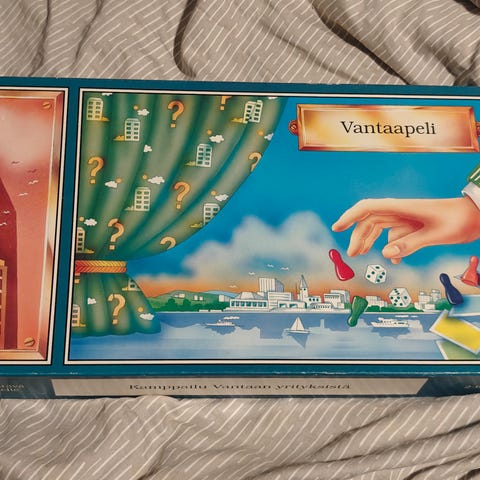 Vantaapeli
Kamppailu Vantaan yrityksistä